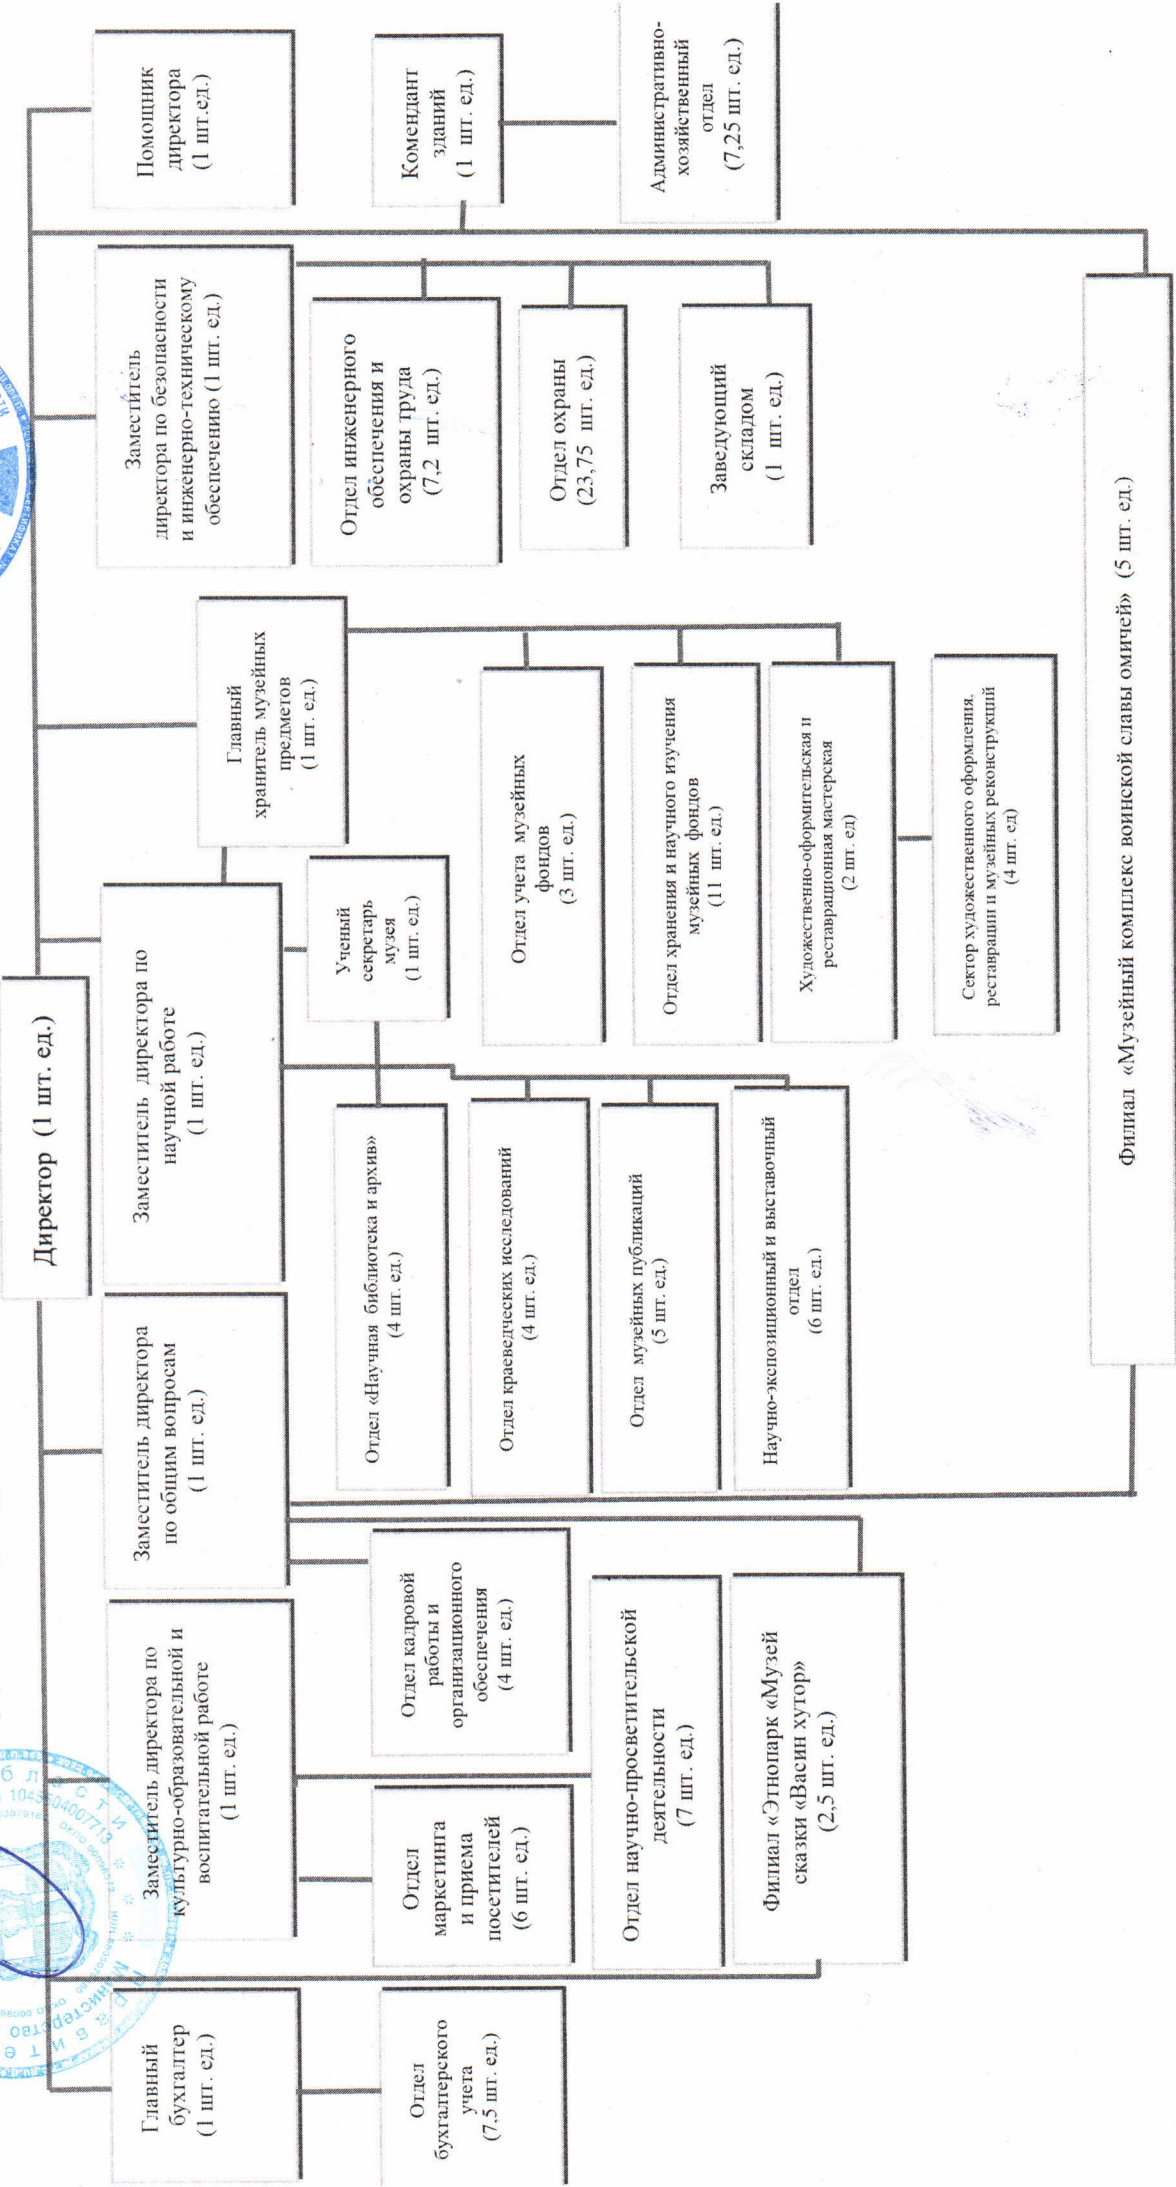 Директор (1 шт. ед.)
Главный
бухгалтер
(1 шт. ед.)
Заместитель директора по
культурно-образовательной и
воспитательной работе
(1 шт. ед.)
Заместитель директора
по общим вопросам
(1 шт. ед.)
Заместитель директора по
научной работе
(1 шт. ед.)
Главный
хранитель музейных
предметов
(1 шт. ед.)
Заместитель
директора по безопасности
и инженерно-техническому
обеспечению (1 шт. ед.)
Помощник
директора
(1 шт.ед.)
Отдел
бухгалтерского
учета
(7,5 шт. ед.)
Отдел
маркетинга
и приема
посетителей
(6 шт. ед.)
Отдел кадровой
работы и
организационного
обеспечения
(4 шт. ед.)
Отдел научно-просветительской
деятельности
(7 шт. ед.)
Филиал «Этнопарк «Музей
сказки «Васин хутор»
(2,5 шт. ед.)
Ученый
секретарь
музея
(1 шт. ед.)
Отдел «Научная библиотека и архив»
(4 шт. ед.)
Отдел краеведческих исследований
(4 шт. ед.)
Отдел музейных публикаций
(5 шт. ед.)
Научно-экспозиционный и выставочный
отдел
(6 шт. ед.)
Отдел учета музейных
фондов
(3 шт. ед.)
Отдел хранения и научного изучения
музейных фондов
(11 шт. ед.)
Художественно-оформительская и
реставрационная мастерская
(2 шт. ед)
Сектор художественного оформления,
реставрации и музейных реконструкций
(4 шт. ед)
Отдел инженерного
обеспечения и
охраны труда
(7,2 шт. ед.)
Отдел охраны
(23,75 шт. ед.)
Заведующий
складом
(1 шт. ед.)
Комендант
зданий
(1 шт. ед.)
Административно-
хозяйственный
отдел
(7,25 шт. ед.)
Филиал «Музейный комплекс воинской славы омичей» (5 шт. ед.)
Министерство